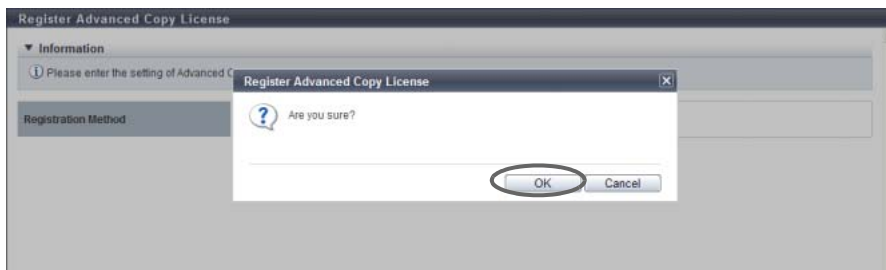 Register Advanced Copy License
▼ Information
Please enter the setting of Advanced C
Register Advanced Copy License
Are you sure?
Registration Method
OK Cancel